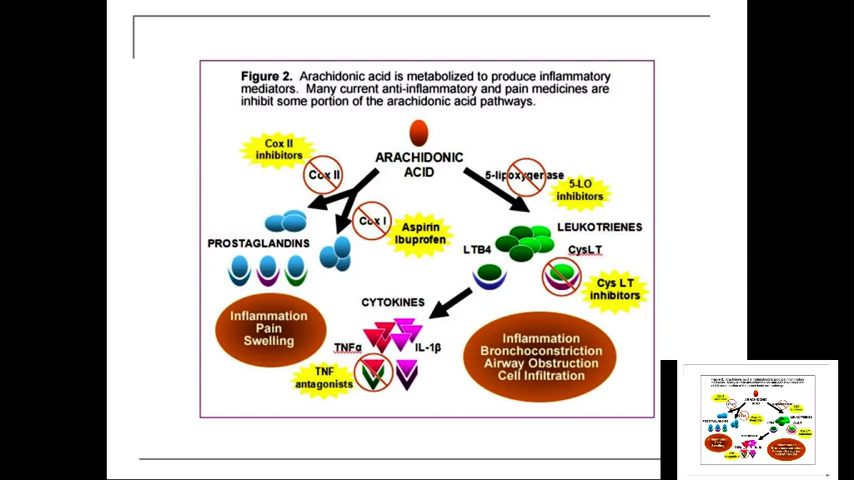 Figure 2. Arachidonic acid is metabolized to produce inflammatory
mediators. Many current anti-inflammatory and pain medicines are
inhibit some portion of the arachidonic acid pathways.
Cox II
inhibitors
Cox II
ARACHIDONIC
ACID
5-lipoxygenase
5-LO
inhibitors
Cox I
Aspirin
Ibuprofen
PROSTAGLANDINS
LEUKOTRIENES
LTB4
CysLT
Cys LT
inhibitors
Inflammation
Pain
Swelling
CYTOKINES
TNFα
IL-1β
TNF
antagonists
Inflammation
Bronchoconstriction
Airway Obstruction
Cell Infiltration